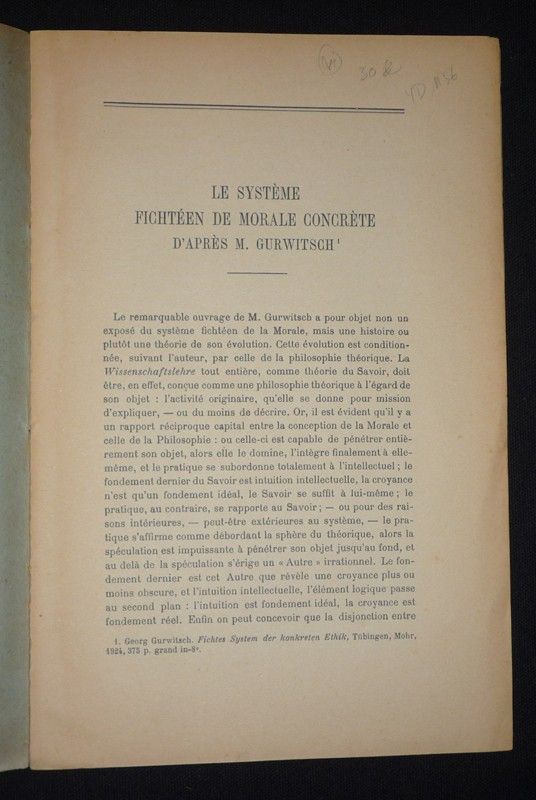 30 
LE SYSTÈME
FICHTÉEN DE MORALE CONCRÈTE
D'APRÈS M. GURWITSCH¹
Le remarquable ouvrage de M. Gurwitsch a pour objet non un
exposé du système fichtéen de la Morale, mais une histoire ou
plutôt une théorie de son évolution. Cette évolution est condition-
née, suivant l'auteur, par celle de la philosophie théorique. La
Wissenschaftslehre tout entière, comme théorie du Savoir, doit
être, en effet, conçue comme une philosophie théorique à l'égard de
son objet : l'activité originaire, qu'elle se donne pour mission
d'expliquer, — ou du moins de décrire. Or, il est évident qu'il y a
un rapport réciproque capital entre la conception de la Morale et
celle de la Philosophie : ou celle-ci est capable de pénétrer entiè-
rement son objet, alors elle le domine, l'intègre finalement à elle-
même, et le pratique se subordonne totalement à l'intellectuel ; le
fondement dernier du Savoir est intuition intellectuelle, la croyance
n'est qu'un fondement idéal, le Savoir se suffit à lui-même ; le
pratique, au contraire, se rapporte au Savoir ; — ou pour des rai-
sons intérieures, — peut-être extérieures au système, — le pra-
tique s'affirme comme débordant la sphère du théorique, alors la
spéculation est impuissante à pénétrer son objet jusqu'au fond, et
au delà de la spéculation s'érige un « Autre » irrationnel. Le fon-
dement dernier est cet Autre que révèle une croyance plus ou
moins obscure, et l'intuition intellectuelle, l'élément logique passe
au second plan : l'intuition est fondement idéal, la croyance est
fondement réel. Enfin on peut concevoir que la disjonction entre
1. Georg Gurwitsch. Fichtes System der konkreten Ethik, Tübingen, Mohr,
1924, 375 p. grand in-8°.